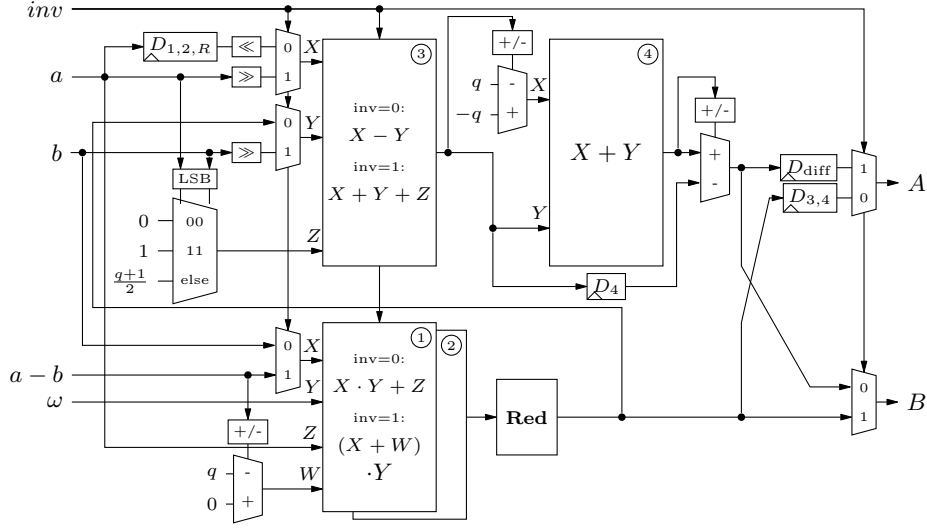 inv
D1,2,R ≪ 0 X
a ≫ 1
0 Y
b ≫ 1
LSB
0 00
1 11 Z
q+1/2 else
③
inv=0:
X − Y
inv=1:
X + Y + Z
+/-
q - X
−q +
④
X + Y
Y
D4
+/-
+
-
Ddiff 1 A
D3,4 0
0 X
a − b 1
ω Y
+/- Z
q - W
0 +
① ②
inv=0:
X · Y + Z
inv=1:
(X + W)
·Y
Red
0 B
1